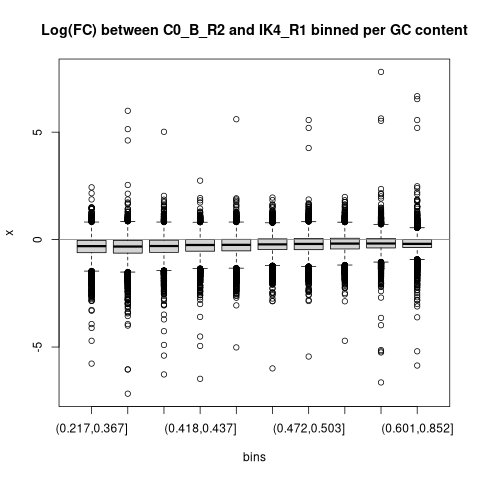 Log(FC) between C0_B_R2 and IK4_R1 binned per GC content
5
0
-5
x
(0.217,0.367] (0.418,0.437] (0.472,0.503] (0.601,0.852]
bins